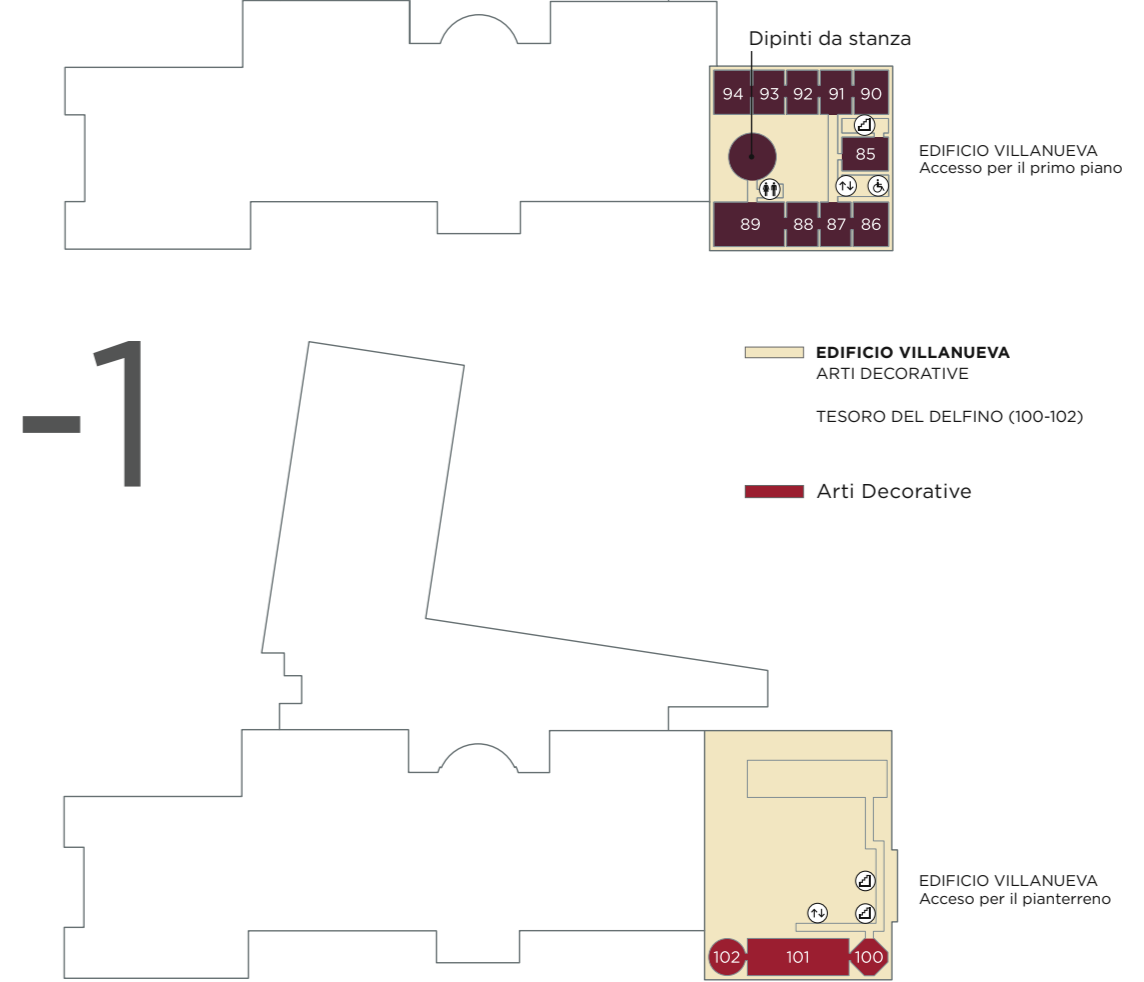 Dipinti da stanza
94 93 92 91 90
85
89 88 87 86
EDIFICIO VILLANUEVA
Accesso per il primo piano
-1
EDIFICIO VILLANUEVA
ARTI DECORATIVE
TESORO DEL DELFINO (100-102)
Arti Decorative
EDIFICIO VILLANUEVA
Acceso per il pianterreno
102 101 100